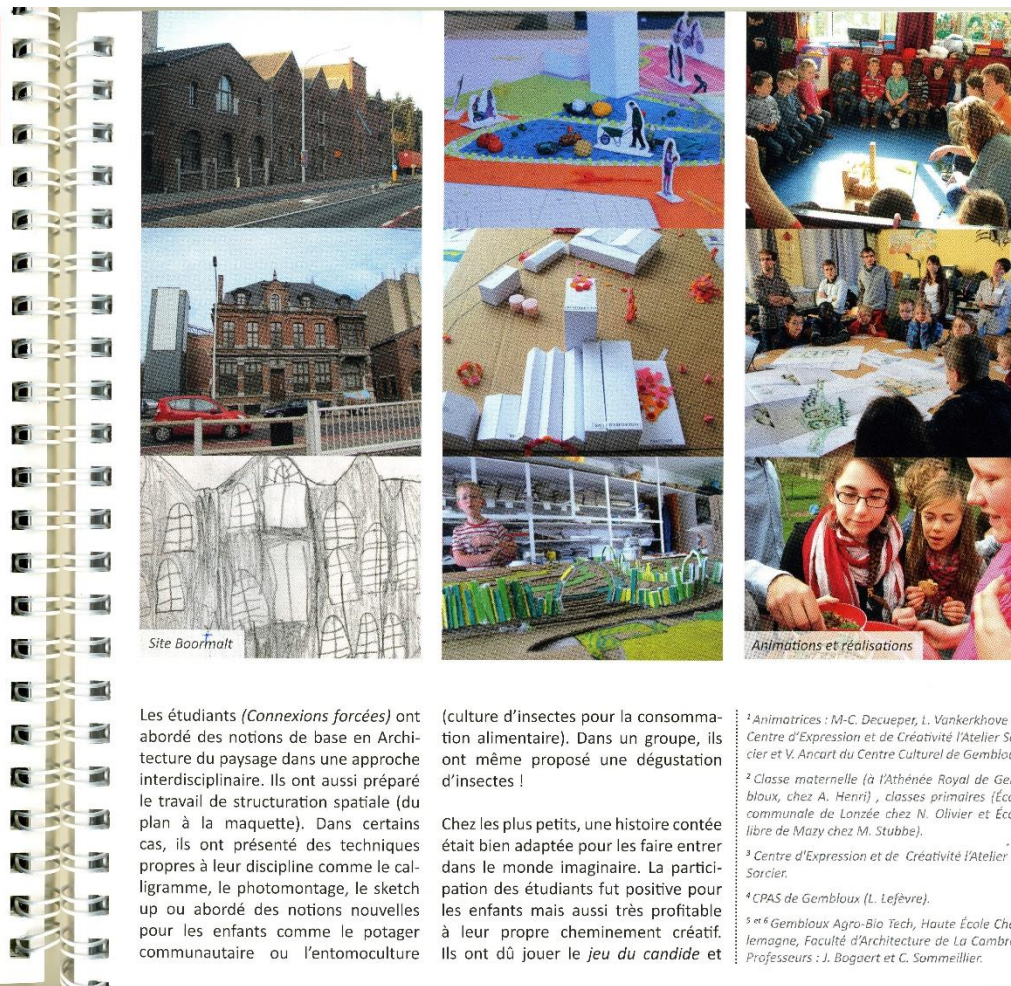 Site Boormalt
Animations et réalisations
Les étudiants (Connexions forcées) ont
abordé des notions de base en Archi-
tecture du paysage dans une approche
interdisciplinaire. Ils ont aussi préparé
le travail de structuration spatiale (du
plan à la maquette). Dans certains
cas, ils ont présenté des techniques
propres à leur discipline comme le cal-
ligramme, le photomontage, le sketch
up ou abordé des notions nouvelles
pour les enfants comme le potager
communautaire ou l’entomoculture
(culture d’insectes pour la consomma-
tion alimentaire). Dans un groupe, ils
ont même proposé une dégustation
d’insectes !
Chez les plus petits, une histoire contée
était bien adaptée pour les faire entrer
dans le monde imaginaire. La partici-
pation des étudiants fut positive pour
les enfants mais aussi très profitable
à leur propre cheminement créatif.
Ils ont dû jouer le jeu du candide et
¹ Animatrices : M-C. Decueper, L. Vankerkhove
Centre d’Expression et de Créativité l’Atelier So
cier et V. Ancart du Centre Culturel de Gemblou
² Classe maternelle (à l’Athénée Royal de Ge
bloux, chez A. Henri) , classes primaires (Éco
communale de Lonzée chez N. Olivier et Éco
libre de Mazy chez M. Stubbe).
³ Centre d’Expression et de Créativité l’Atelier
Sorcier.
⁴ CPAS de Gembloux (L. Lefèvre).
⁵ ᵉᵗ ⁶ Gembloux Agro-Bio Tech, Haute École Cha
lemagne, Faculté d’Architecture de La Cambr
Professeurs : J. Bogaert et C. Sommeillier.